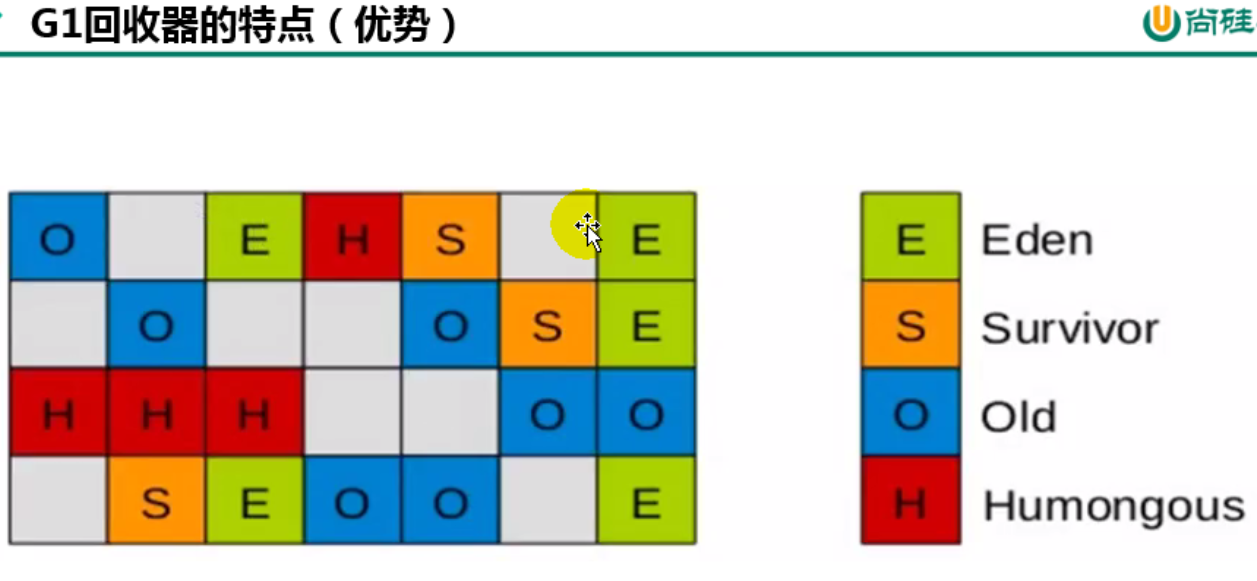 G1回收器的特点（优势）
尚硅
O E H S E
O O S E
H H H O O
S E O O E
E Eden
S Survivor
O Old
H Humongous